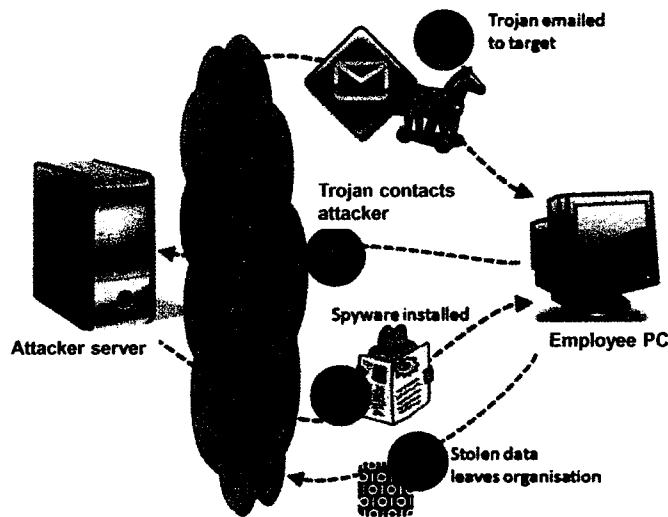 Trojan emailed
to target
Trojan contacts
attacker
Spyware installed
Attacker server
Employee PC
Stolen data
leaves organisation